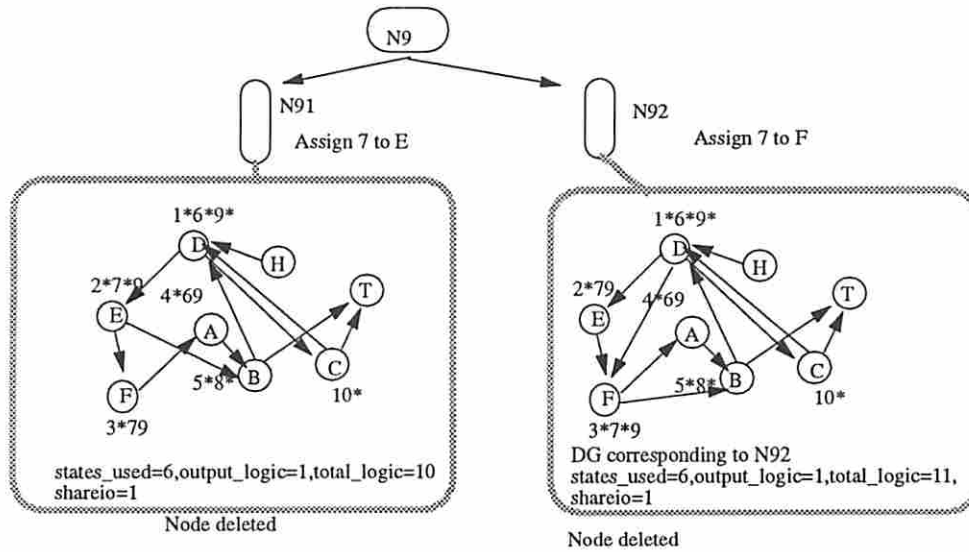 N9
N91
Assign 7 to E
N92
Assign 7 to F
1*6*9*
D
H
2*7*9
4*69
T
E
A
B
C
5*8*
10*
F
3*79
states_used=6,output_logic=1,total_logic=10
shareio=1
Node deleted
1*6*9*
D
H
2*79
4*69
T
E
A
B
C
5*8*
10*
F
3*7*9
DG corresponding to N92
states_used=6,output_logic=1,total_logic=11,
shareio=1
Node deleted